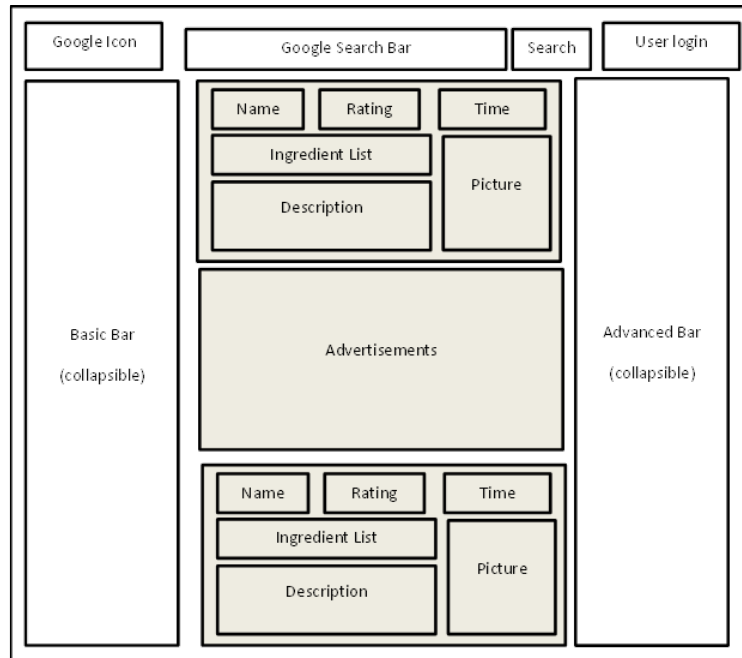 Google Icon
Google Search Bar
Search
User login
Name
Rating
Time
Ingredient List
Picture
Description
Basic Bar
(collapsible)
Advertisements
Advanced Bar
(collapsible)
Name
Rating
Time
Ingredient List
Picture
Description